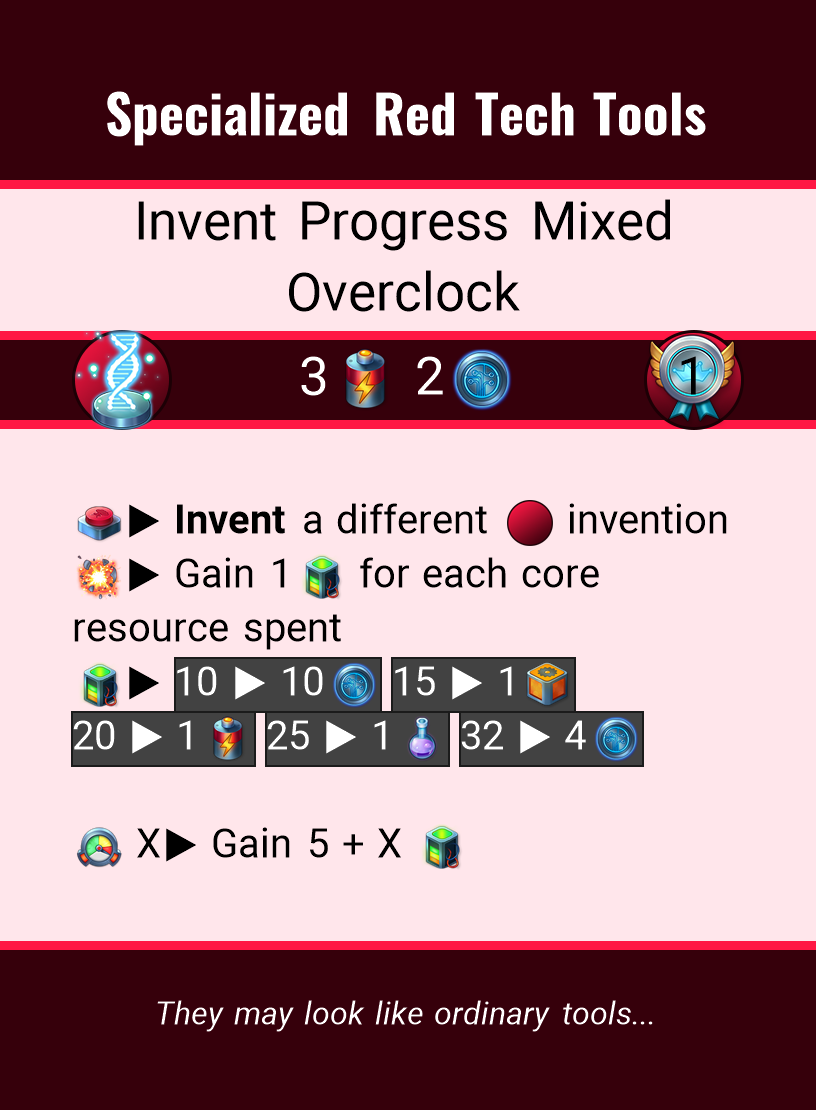 Specialized Red Tech Tools
Invent Progress Mixed
Overclock
3 2 1
Invent a different invention
Gain 1 for each core
resource spent
10 ▶ 10 15 ▶ 1
20 ▶ 1 25 ▶ 1 32 ▶ 4
X▶ Gain 5 + X
They may look like ordinary tools...